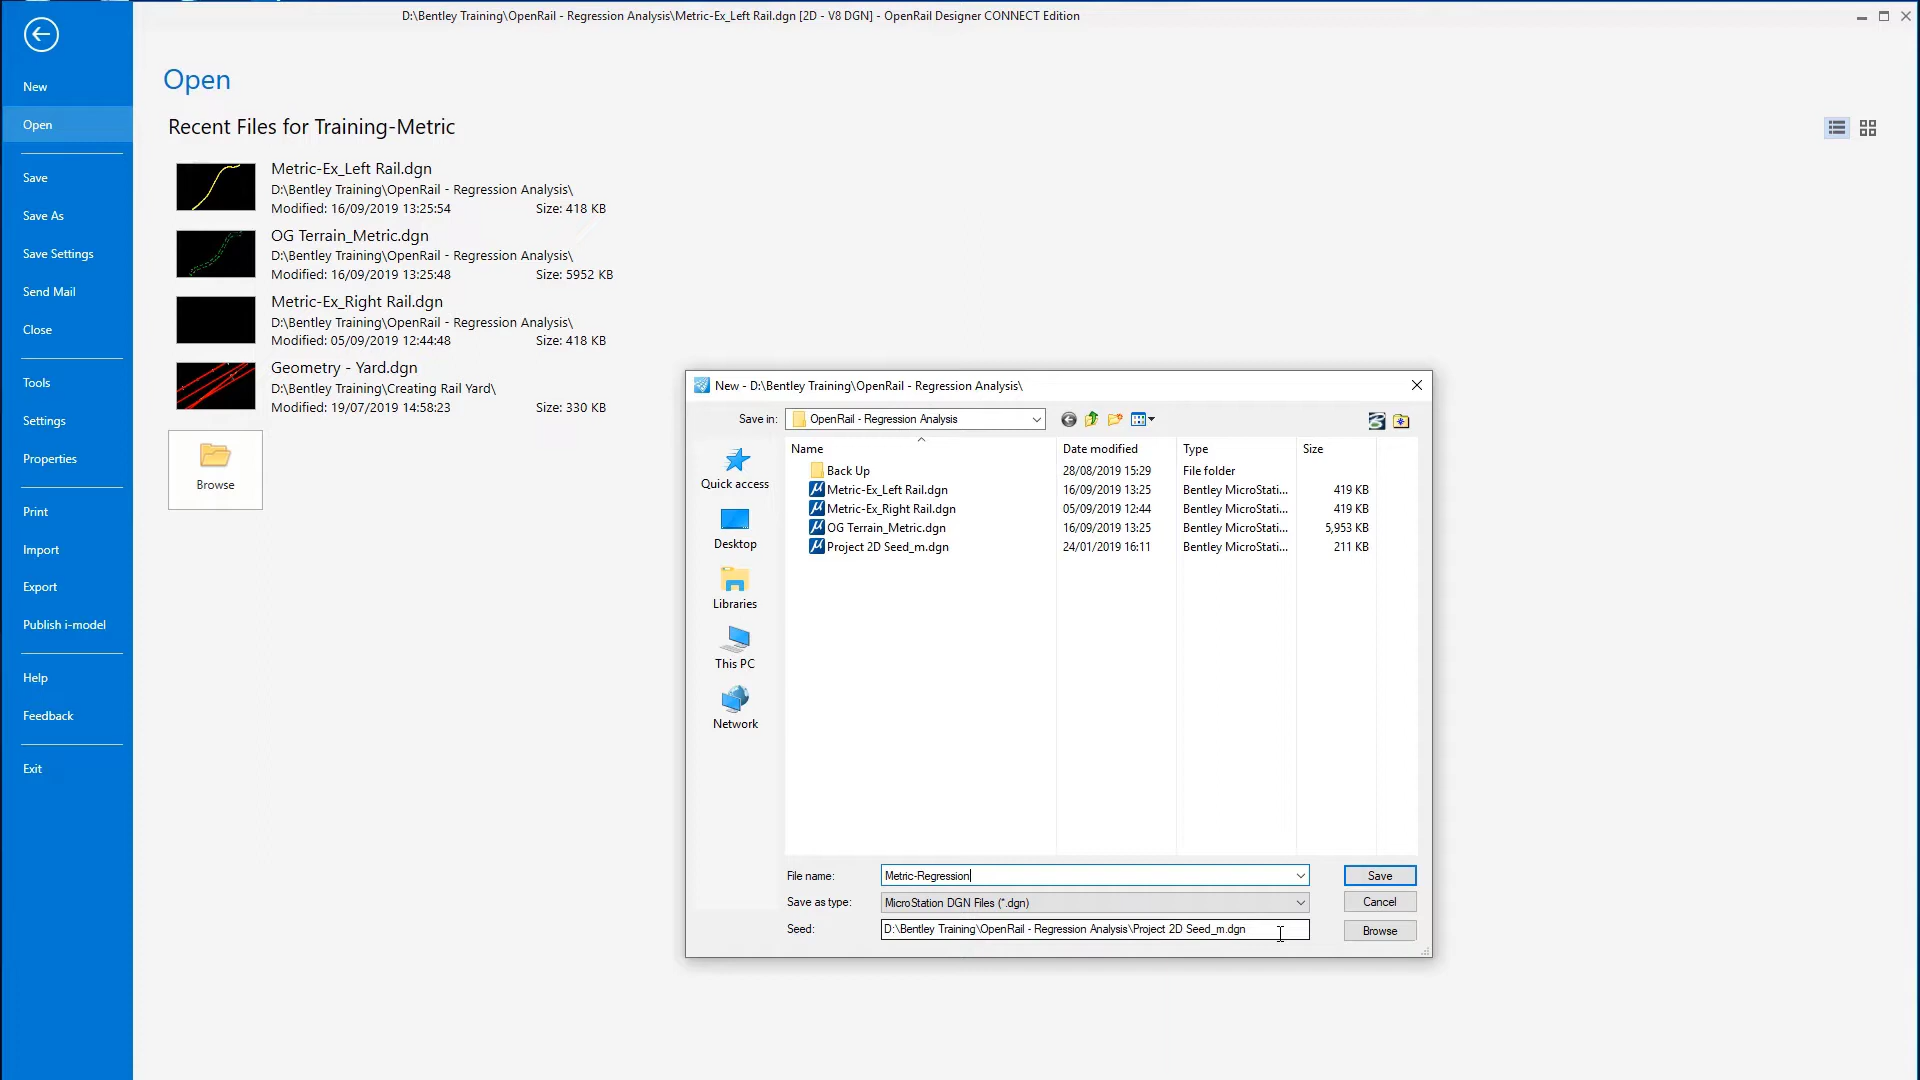 D:\Bentley Training\OpenRail - Regression Analysis\Metric-Ex_Left Rail.dgn [2D - V8 DGN] - OpenRail Designer CONNECT Edition
New
Open
Save
Save As
Save Settings
Send Mail
Close
Tools
Settings
Properties
Print
Import
Export
Publish i-model
Help
Feedback
Exit
Open
Recent Files for Training-Metric
Metric-Ex_Left Rail.dgn
D:\Bentley Training\OpenRail - Regression Analysis\
Modified: 16/09/2019 13:25:54 Size: 418 KB
OG Terrain_Metric.dgn
D:\Bentley Training\OpenRail - Regression Analysis\
Modified: 16/09/2019 13:25:48 Size: 5952 KB
Metric-Ex_Right Rail.dgn
D:\Bentley Training\OpenRail - Regression Analysis\
Modified: 05/09/2019 12:44:48 Size: 418 KB
Geometry - Yard.dgn
D:\Bentley Training\Creating Rail Yard\
Modified: 19/07/2019 14:58:23 Size: 330 KB
Browse
New - D:\Bentley Training\OpenRail - Regression Analysis\
Save in: OpenRail - Regression Analysis
Quick access
Desktop
Libraries
This PC
Network
Name Date modified Type Size
Back Up 28/08/2019 15:29 File folder
Metric-Ex_Left Rail.dgn 16/09/2019 13:25 Bentley MicroStati... 419 KB
Metric-Ex_Right Rail.dgn 05/09/2019 12:44 Bentley MicroStati... 419 KB
OG Terrain_Metric.dgn 16/09/2019 13:25 Bentley MicroStati... 5,953 KB
Project 2D Seed_m.dgn 24/01/2019 16:11 Bentley MicroStati... 211 KB
File name: Metric-Regression Save
Save as type: MicroStation DGN Files (*.dgn) Cancel
Seed: D:\Bentley Training\OpenRail - Regression Analysis\Project 2D Seed_m.dgn Browse